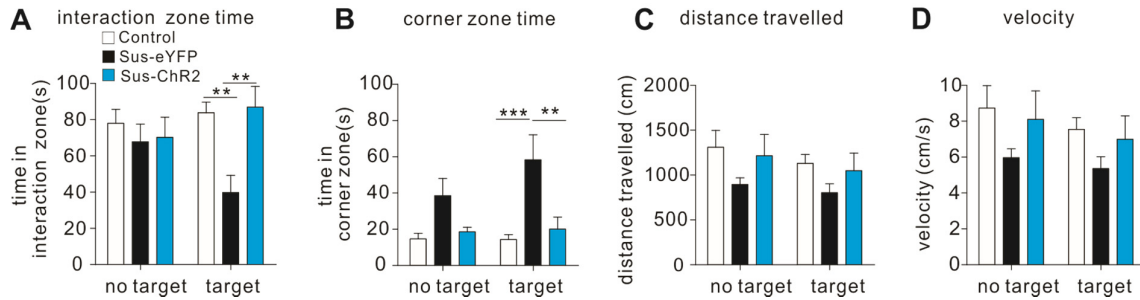 A interaction zone time
Control
Sus-eYFP
Sus-ChR2
** **
time in
interaction zone(s)
100
80
60
40
20
0
no target target
B corner zone time
*** **
time in
corner zone(s)
100
80
60
40
20
0
no target target
C distance travelled
distance travelled (cm)
2000
1500
1000
500
0
no target target
D velocity
velocity (cm/s)
10
8
6
4
2
0
no target target